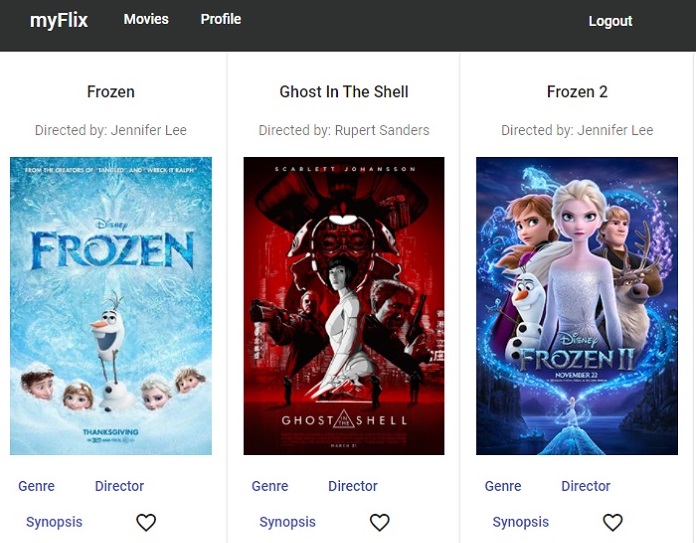 myFlix Movies Profile Logout
Frozen
Directed by: Jennifer Lee
FROM THE CREATORS OF "TANGLED" AND "WRECK-IT RALPH"
Disney
FROZEN
THANKSGIVING
Genre Director
Synopsis
Ghost In The Shell
Directed by: Rupert Sanders
SCARLETT JOHANSSON
GHOST IN THE SHELL
MARCH 31
Genre Director
Synopsis
Frozen 2
Directed by: Jennifer Lee
Disney
FROZEN II
NOVEMBER 22
Genre Director
Synopsis